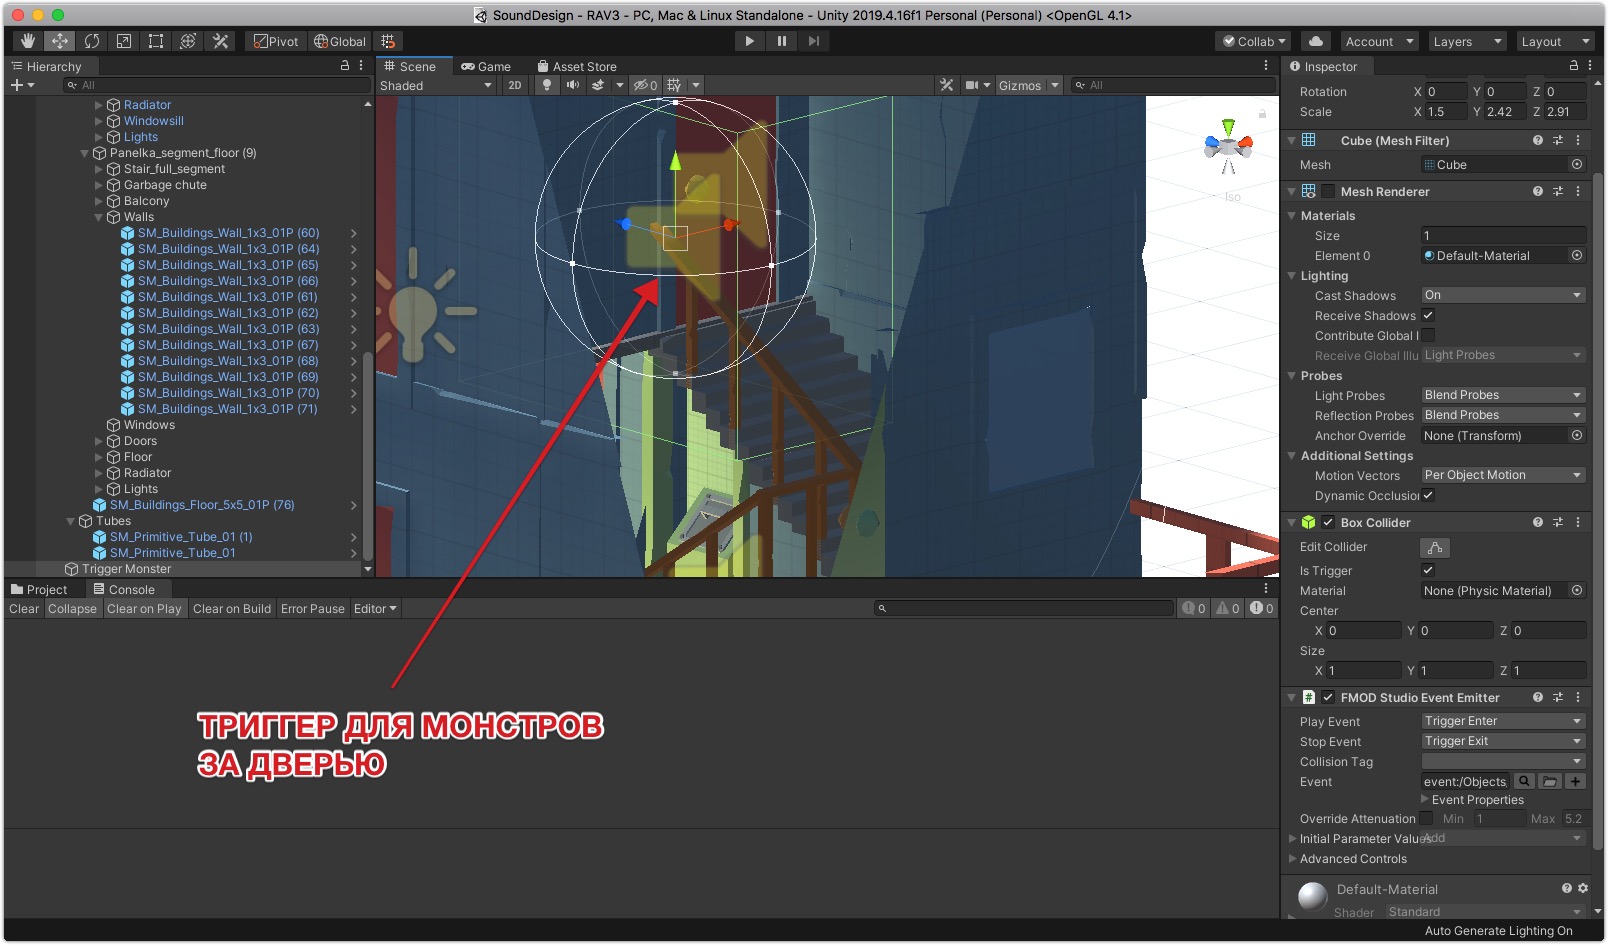 SoundDesign - RAV3 - PC, Mac & Linux Standalone - Unity 2019.4.16f1 Personal (Personal) <OpenGL 4.1>
Pivot Global Collab Account Layers Layout
Hierarchy
All
Radiator
Windowsill
Lights
Panelka_segment_floor (9)
Stair_full_segment
Garbage chute
Balcony
Walls
SM_Buildings_Wall_1x3_01P (60)
SM_Buildings_Wall_1x3_01P (64)
SM_Buildings_Wall_1x3_01P (65)
SM_Buildings_Wall_1x3_01P (66)
SM_Buildings_Wall_1x3_01P (61)
SM_Buildings_Wall_1x3_01P (62)
SM_Buildings_Wall_1x3_01P (63)
SM_Buildings_Wall_1x3_01P (67)
SM_Buildings_Wall_1x3_01P (68)
SM_Buildings_Wall_1x3_01P (69)
SM_Buildings_Wall_1x3_01P (70)
SM_Buildings_Wall_1x3_01P (71)
Windows
Doors
Floor
Radiator
Lights
SM_Buildings_Floor_5x5_01P (76)
Tubes
SM_Primitive_Tube_01 (1)
SM_Primitive_Tube_01
Trigger Monster
Scene Game Asset Store
Shaded 2D 0 Gizmos All
Iso
Project Console
Clear Collapse Clear on Play Clear on Build Error Pause Editor 0 0 0
ТРИГГЕР ДЛЯ МОНСТРОВ
ЗА ДВЕРЬЮ
Inspector
Rotation X 0 Y 0 Z 0
Scale X 1.5 Y 2.42 Z 2.91
Cube (Mesh Filter)
Mesh Cube
Mesh Renderer
Materials
Size 1
Element 0 Default-Material
Lighting
Cast Shadows On
Receive Shadows
Contribute Global I
Receive Global Illu Light Probes
Probes
Light Probes Blend Probes
Reflection Probes Blend Probes
Anchor Override None (Transform)
Additional Settings
Motion Vectors Per Object Motion
Dynamic Occlusion
Box Collider
Edit Collider
Is Trigger
Material None (Physic Material)
Center
X 0 Y 0 Z 0
Size
X 1 Y 1 Z 1
FMOD Studio Event Emitter
Play Event Trigger Enter
Stop Event Trigger Exit
Collision Tag
Event event:/Objects
Event Properties
Override Attenuation Min 1 Max 5.2
Initial Parameter Values Add
Advanced Controls
Default-Material
Shader Standard
Auto Generate Lighting On